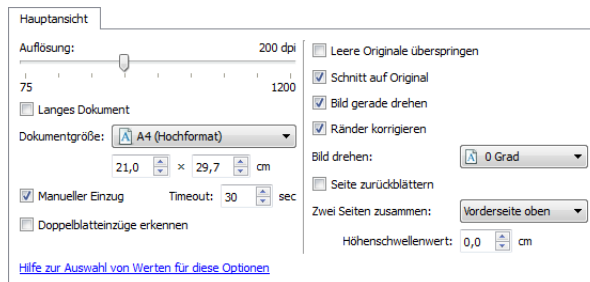 Hauptansicht
Auflösung: 200 dpi
75 1200
Langes Dokument
Dokumentgröße: A4 (Hochformat)
21,0 × 29,7 cm
Manueller Einzug Timeout: 30 sec
Doppelblatteinzüge erkennen
Hilfe zur Auswahl von Werten für diese Optionen
Leere Originale überspringen
Schnitt auf Original
Bild gerade drehen
Ränder korrigieren
Bild drehen: 0 Grad
Seite zurückblättern
Zwei Seiten zusammen: Vorderseite oben
Höhenschwellenwert: 0,0 cm